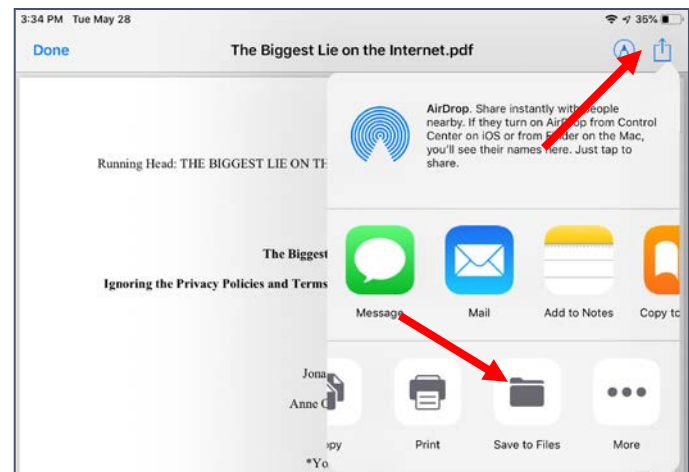 3:34 PM Tue May 28
35%
Done
The Biggest Lie on the Internet.pdf
AirDrop. Share instantly with people
nearby. If they turn on AirDrop from Control
Center on iOS or from Finder on the Mac,
you'll see their names here. Just tap to
share.
Running Head: THE BIGGEST LIE ON TH
The Biggest
Ignoring the Privacy Policies and Terms
Message
Mail
Add to Notes
Copy to
Jona
Anne
opy
Print
Save to Files
More
*Yo